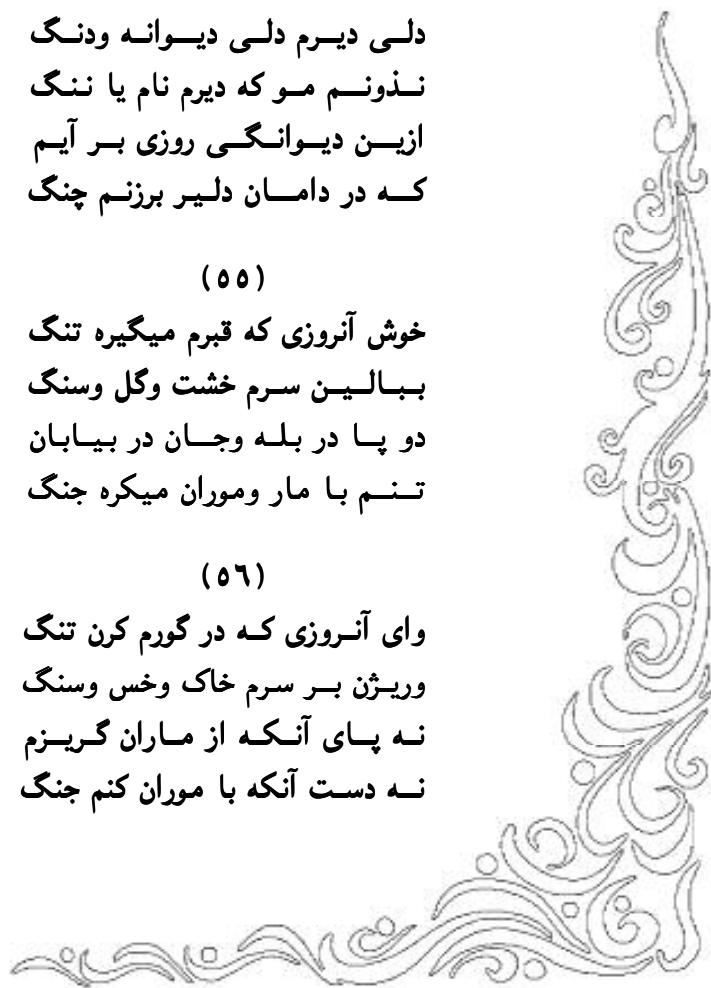 دلی دیرم دلی دیوانه ودنگ
نذونم مو که دیرم نام یا ننگ
ازین دیوانگی روزی بر آیم
که در دامان دلیر برزنم چنگ
(٥٥)
خوش آنروزی که قبرم میگیره تنگ
ببالین سرم خشت وگل وسنگ
دو پا در بله وجان در بیابان
تنم با مار وموران میکره جنگ
(٥٦)
وای آنروزی که در گورم کرن تنگ
وریژن بر سرم خاک وخس وسنگ
نه پای آنکه از ماران گریزم
نه دست آنکه با موران کنم جنگ